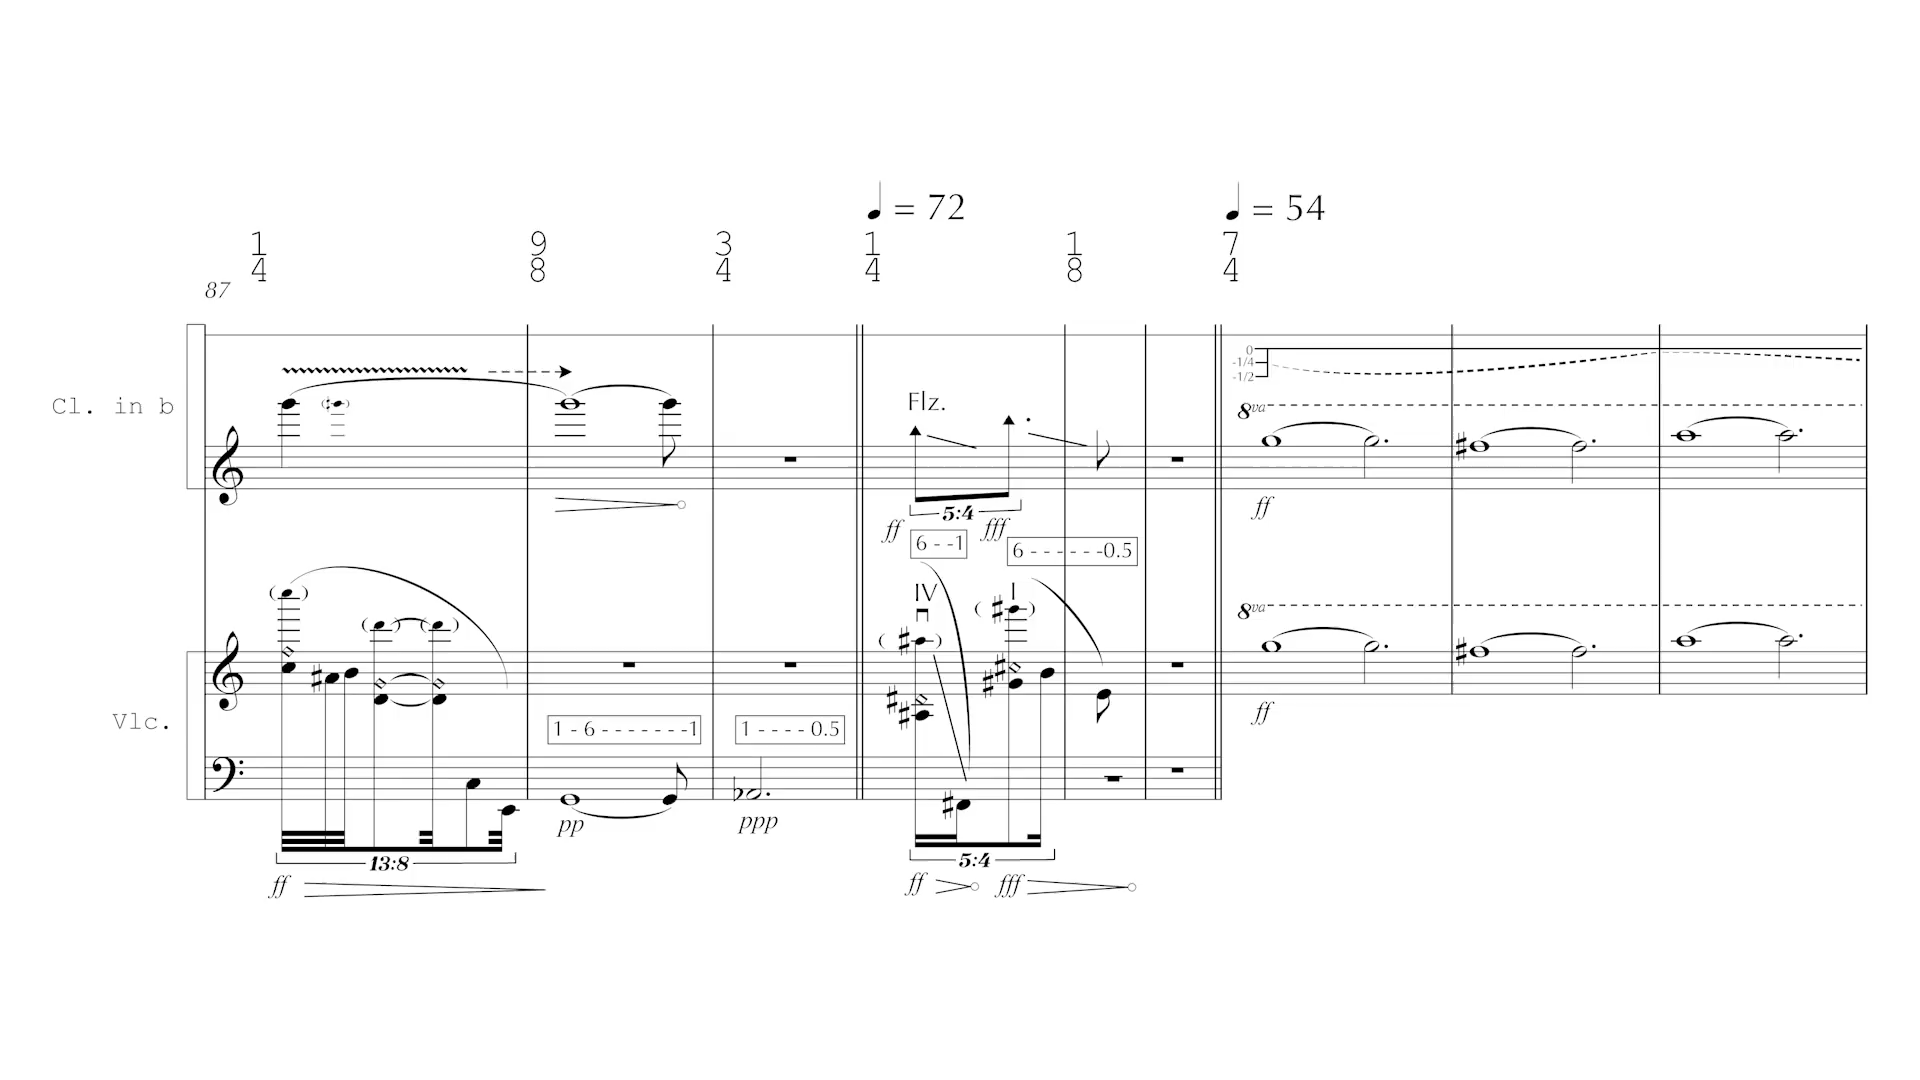 ♩ = 72 ♩ = 54
1 9 3 1 1 7
4 8 4 4 8 4
87
0
-1/4
-1/2
Cl. in b
Flz.
8va
5:4
ff fff ff
6 - -1
6 - - - - - -0.5
IV I
8va
Vlc.
ff
1 - 6 - - - - - - -1
1 - - - - 0.5
pp ppp
13:8 5:4
ff ff fff